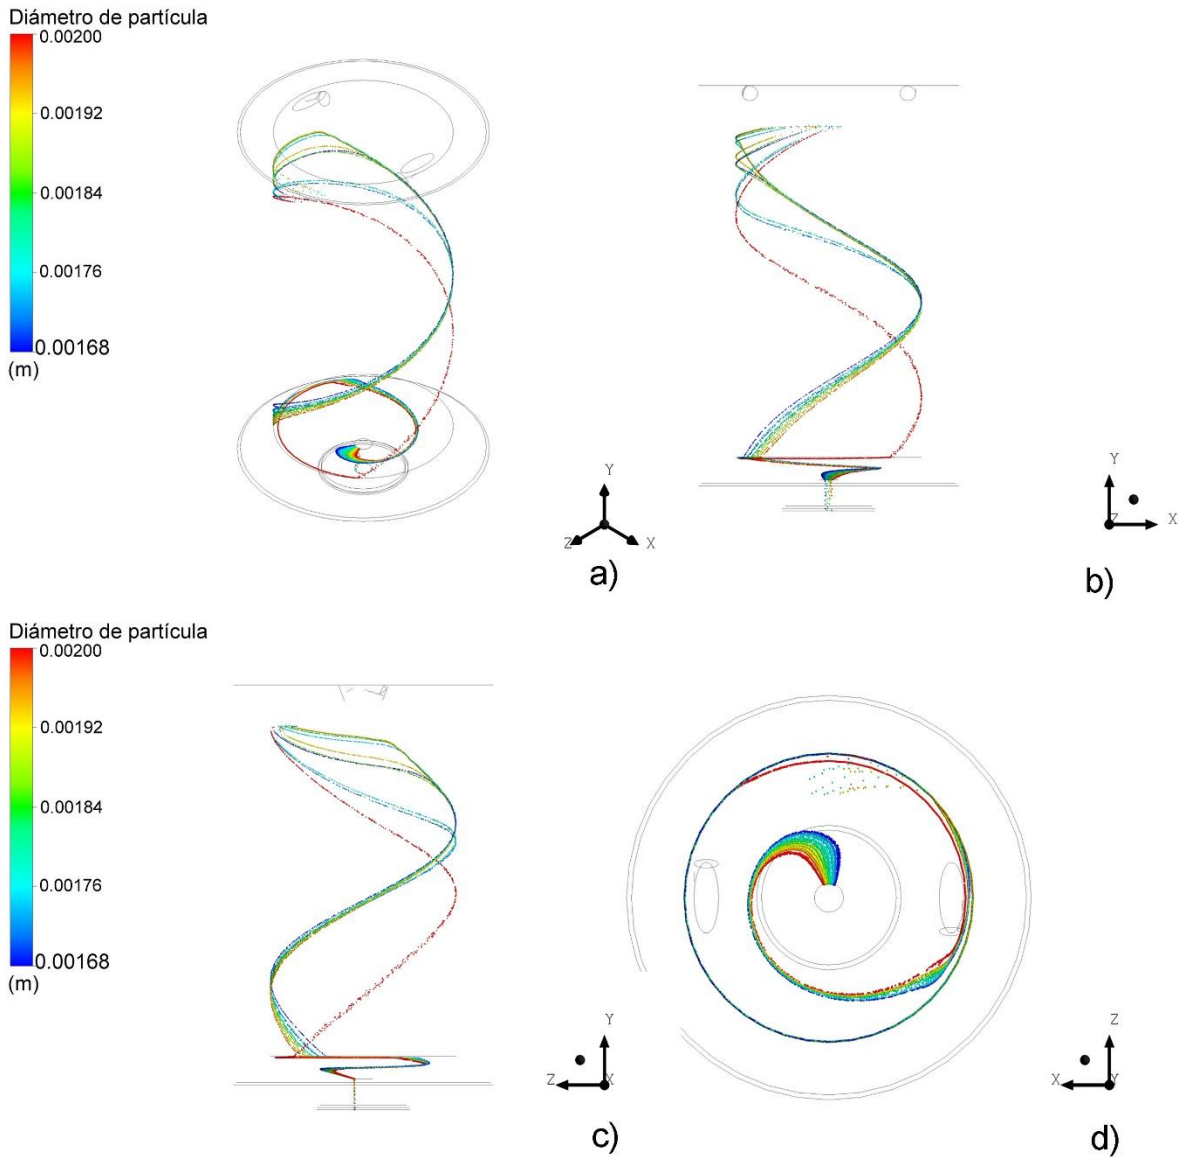 Diámetro de partícula
0.00200
0.00192
0.00184
0.00176
0.00168
(m)
Y
Z
X
a)
Y
Z
X
b)
Diámetro de partícula
0.00200
0.00192
0.00184
0.00176
0.00168
(m)
Y
Z
X
c)
Z
X
Y
d)